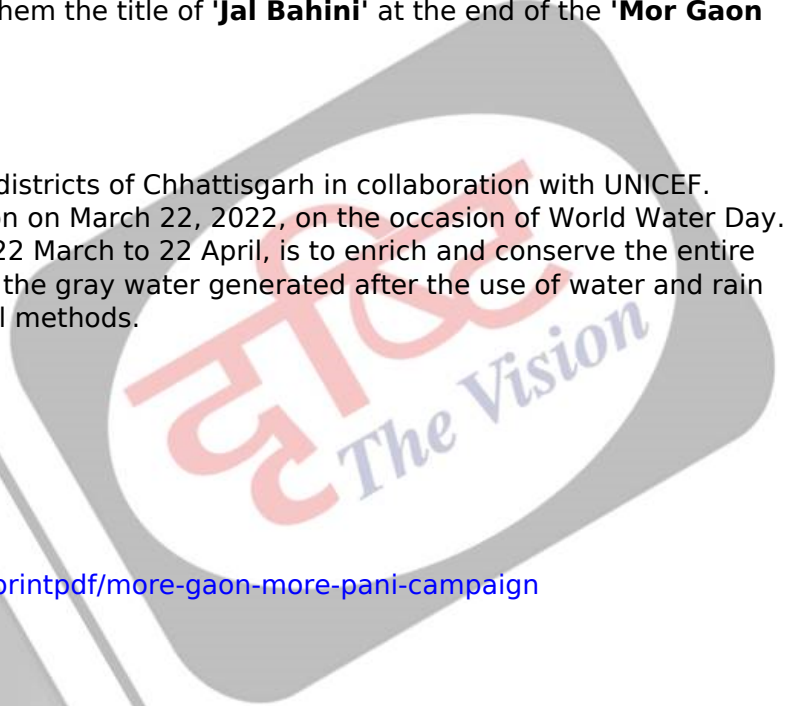 hem the title of 'Jal Bahini' at the end of the 'Mor Gaon
districts of Chhattisgarh in collaboration with UNICEF.
on on March 22, 2022, on the occasion of World Water Day.
22 March to 22 April, is to enrich and conserve the entire
the gray water generated after the use of water and rain
l methods.
दृष्टि
The Vision
printpdf/more-gaon-more-pani-campaign